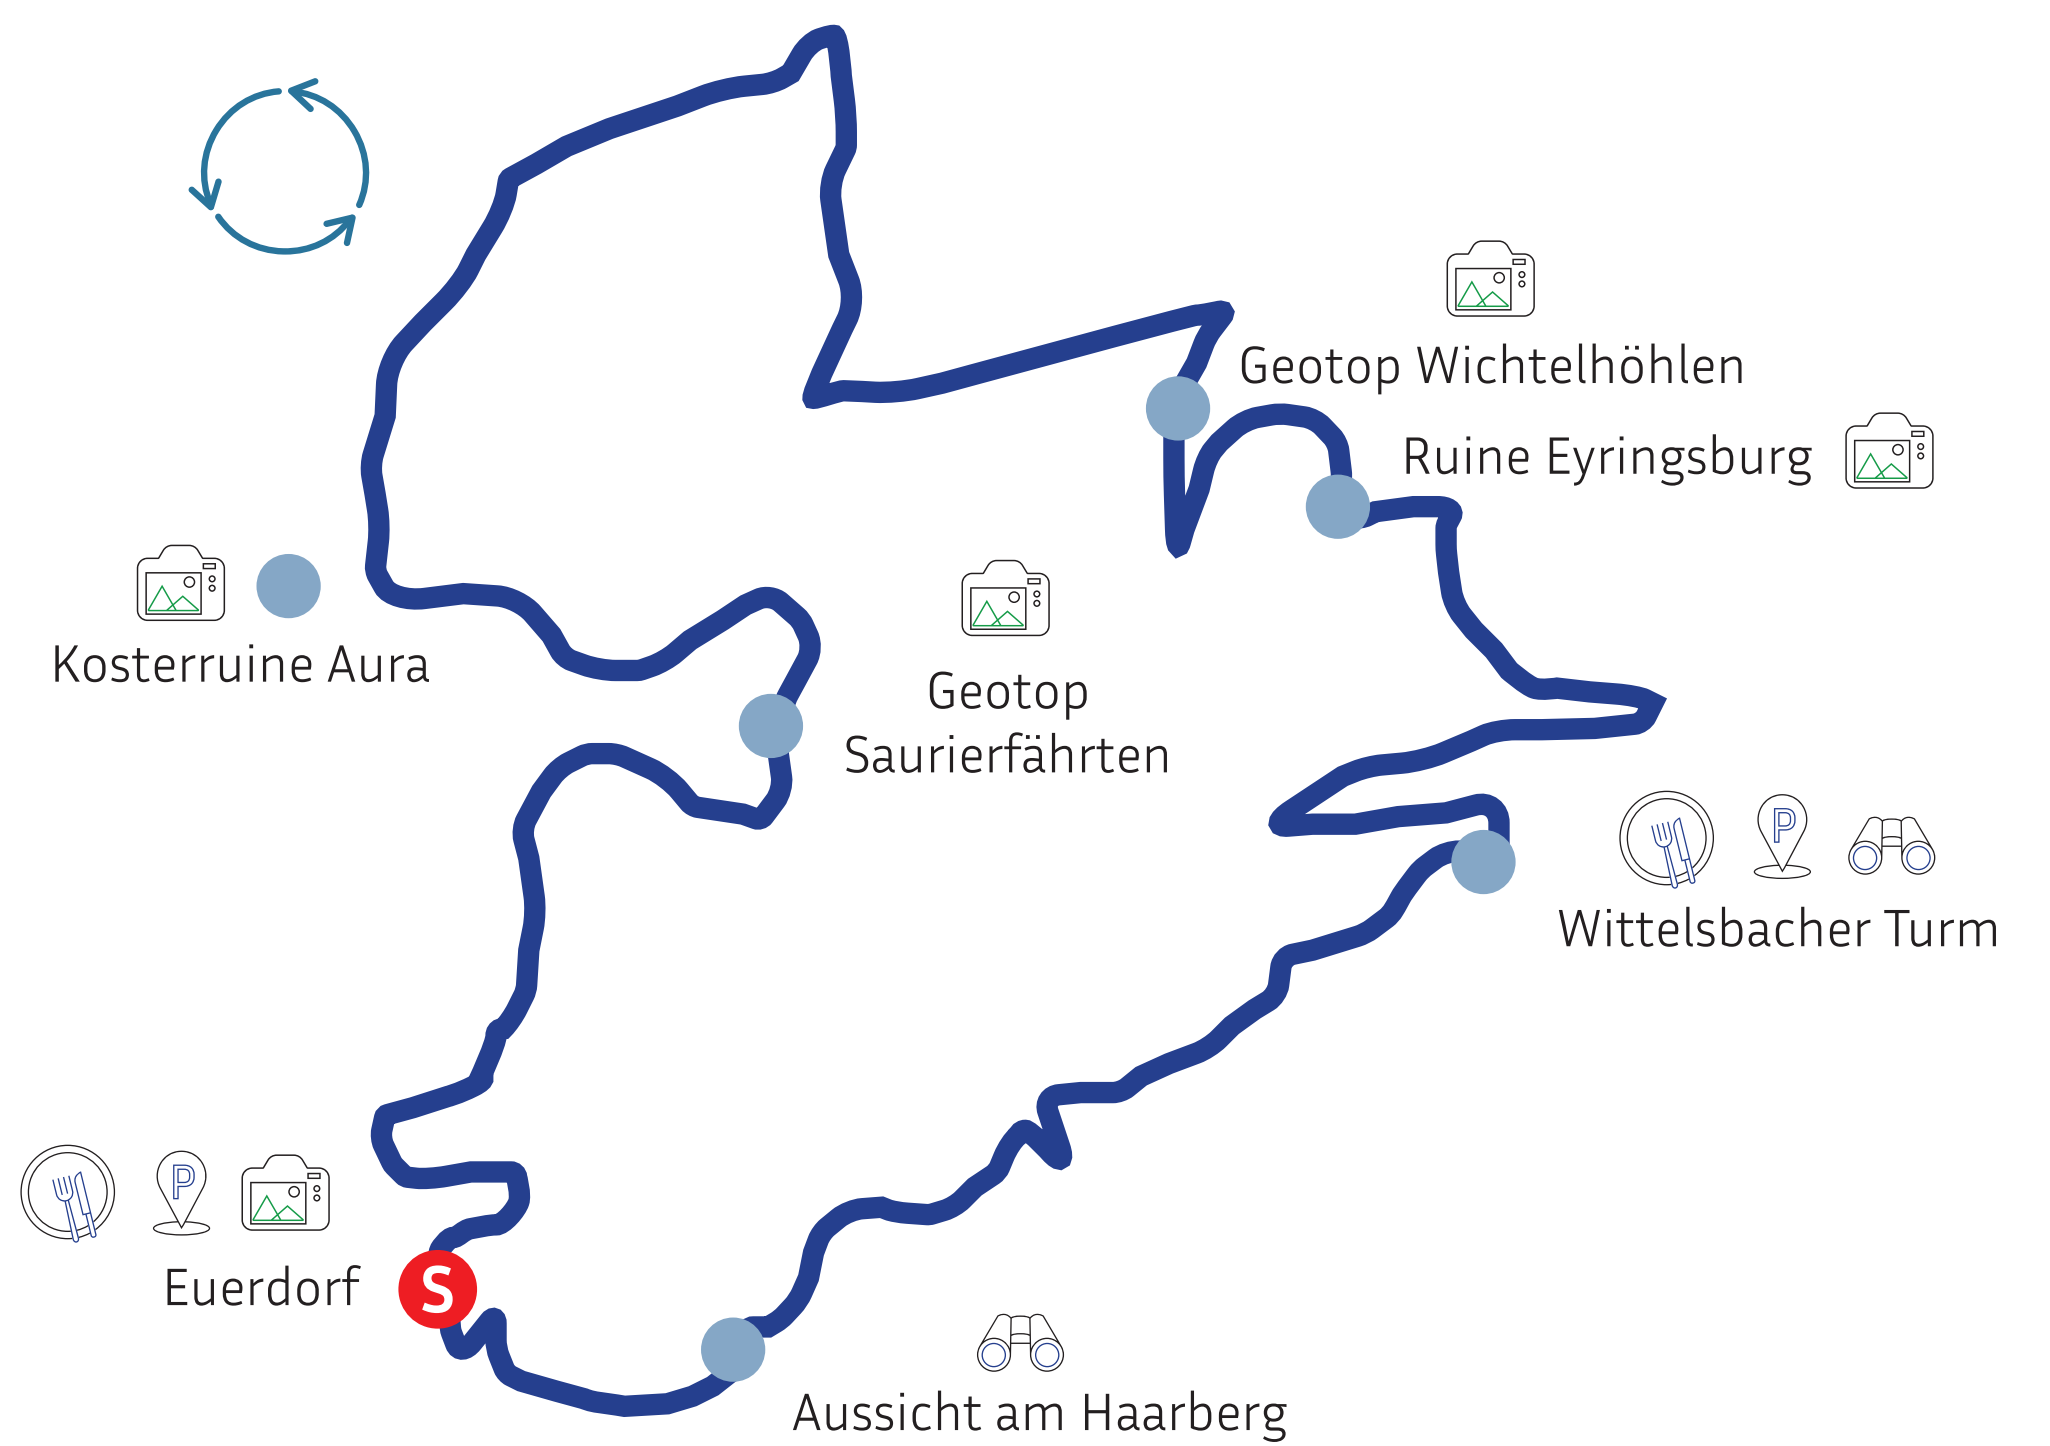 Geotop Wichtelhöhlen
Ruine Eyringsburg
Kosterruine Aura
Geotop
Saurierfährten
P
Wittelsbacher Turm
P
Euerdorf
S
Aussicht am Haarberg